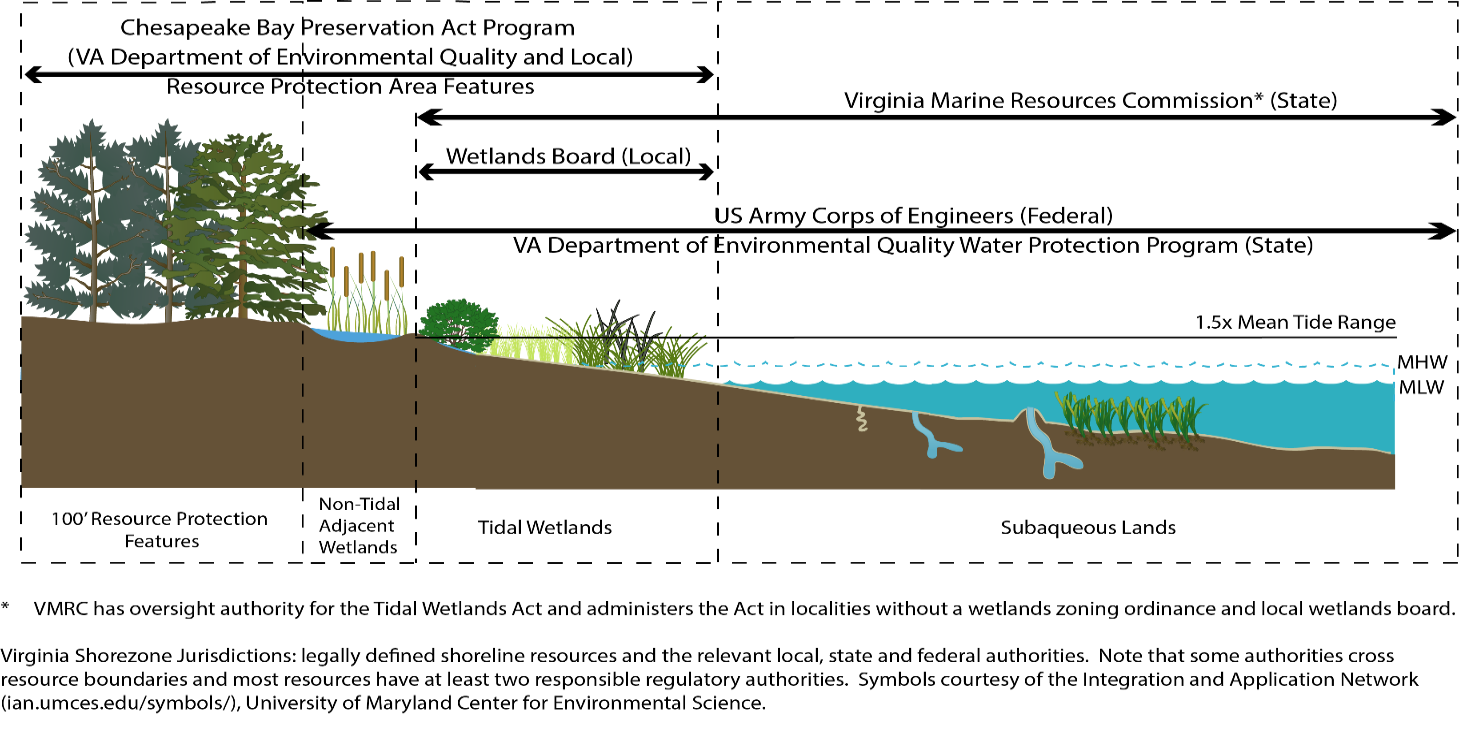 Chesapeake Bay Preservation Act Program
(VA Department of Environmental Quality and Local)
Resource Protection Area Features
Virginia Marine Resources Commission* (State)
Wetlands Board (Local)
US Army Corps of Engineers (Federal)
VA Department of Environmental Quality Water Protection Program (State)
1.5x Mean Tide Range
MHW
MLW
100’ Resource Protection
Features
Non-Tidal
Adjacent
Wetlands
Tidal Wetlands
Subaqueous Lands
* VMRC has oversight authority for the Tidal Wetlands Act and administers the Act in localities without a wetlands zoning ordinance and local wetlands board.
Virginia Shorezone Jurisdictions: legally defined shoreline resources and the relevant local, state and federal authorities. Note that some authorities cross
resource boundaries and most resources have at least two responsible regulatory authorities. Symbols courtesy of the Integration and Application Network
(ian.umces.edu/symbols/), University of Maryland Center for Environmental Science.